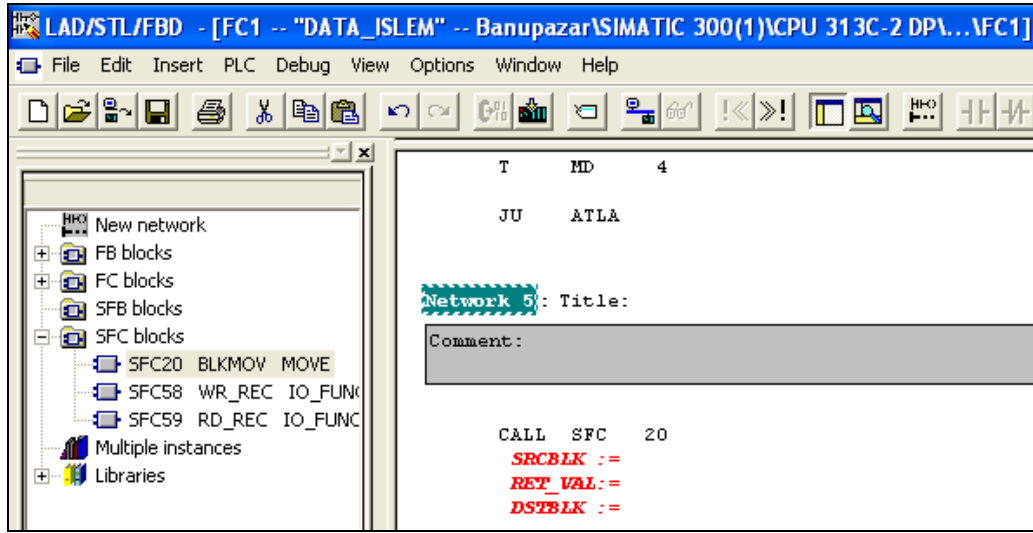 LAD/STL/FBD - [FC1 -- "DATA_ISLEM" -- Banupazar\SIMATIC 300(1)\CPU 313C-2 DP\...\FC1]
File Edit Insert PLC Debug View Options Window Help
New network
FB blocks
FC blocks
SFB blocks
SFC blocks
SFC20 BLKMOV MOVE
SFC58 WR_REC IO_FUNC
SFC59 RD_REC IO_FUNC
Multiple instances
Libraries
T MD 4
JU ATLA
Network 5: Title:
Comment:
CALL SFC 20
SRCBLK :=
RET_VAL:=
DSTBLK :=